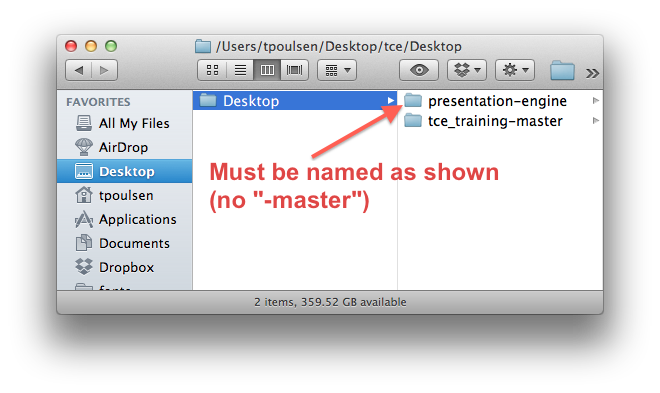 /Users/tpoulsen/Desktop/tce/Desktop
FAVORITES
All My Files
AirDrop
Desktop
tpoulsen
Applications
Documents
Dropbox
fonts
Desktop
presentation-engine
tce_training-master
Must be named as shown
(no "-master")
2 items, 359.52 GB available